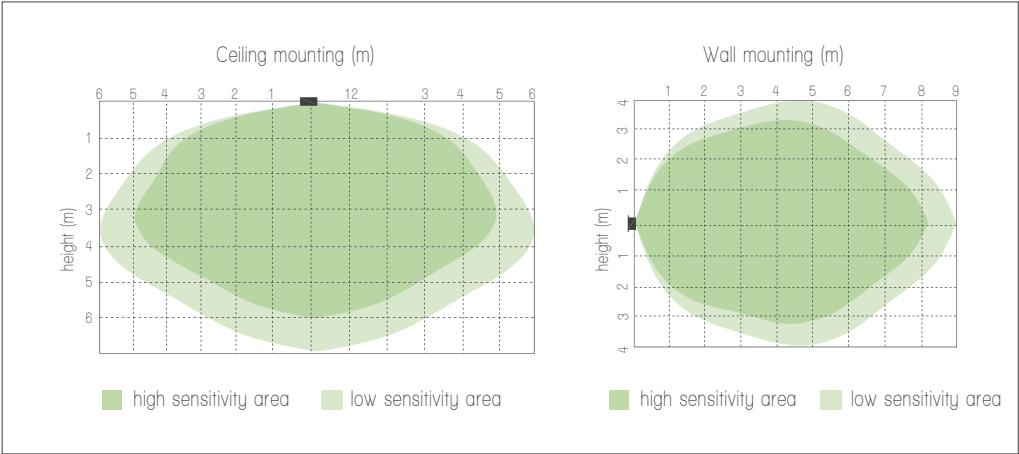 Ceiling mounting (m)
6 5 4 3 2 1 12 3 4 5 6
1
2
3
4
5
6
height (m)
high sensitivity area
low sensitivity area
Wall mounting (m)
1 2 3 4 5 6 7 8 9
4
3
2
1
1
2
3
4
height (m)
high sensitivity area
low sensitivity area